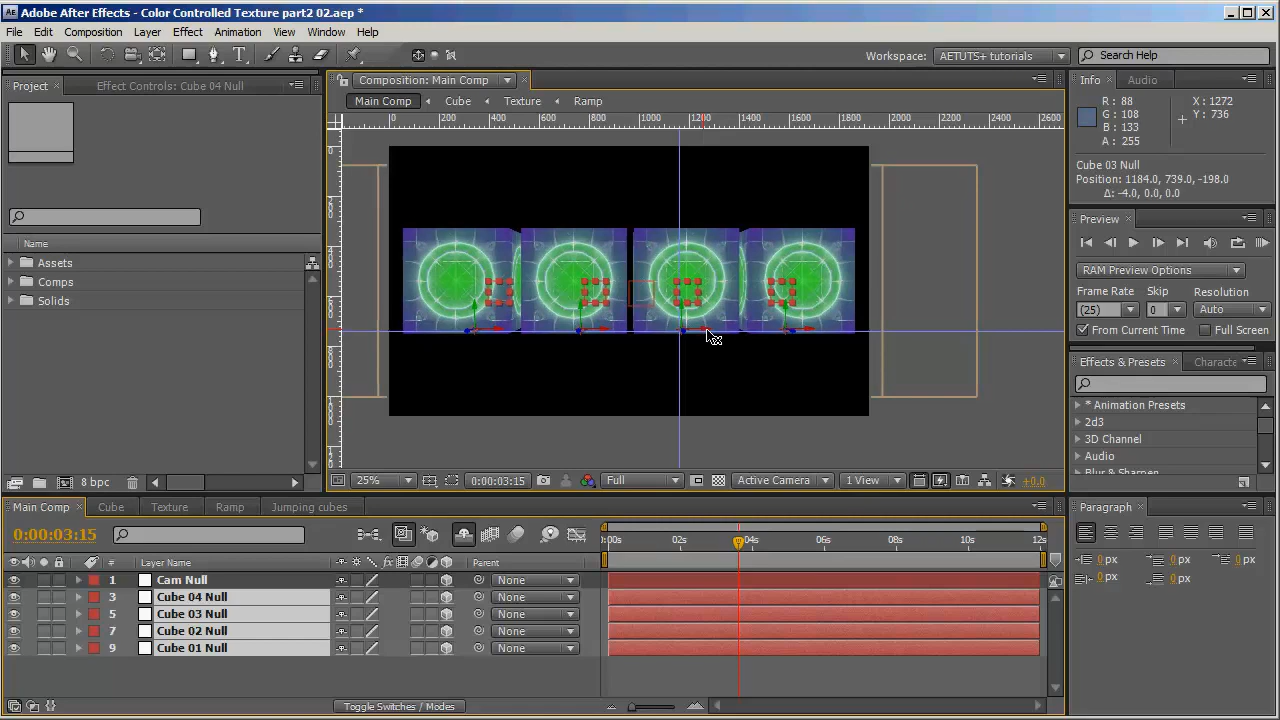 Adobe After Effects - Color Controlled Texture part2 02.aep *
File Edit Composition Layer Effect Animation View Window Help
Workspace: AETUTS+ tutorials Search Help
Project Effect Controls: Cube 04 Null
Composition: Main Comp
Info Audio
Main Comp Cube Texture Ramp
R : 88 X : 1272
G : 108 Y : 736
B : 133
A : 255
0 200 400 600 800 1000 1200 1400 1600 1800 2000 2200 2400 2600
Cube 03 Null
Position: 1184.0, 739.0, -198.0
Δ: -4.0, 0.0, 0.0
Preview
RAM Preview Options
Frame Rate Skip Resolution
(25) 0 Auto
From Current Time Full Screen
Name
Assets
Comps
Solids
Effects & Presets Characte
* Animation Presets
2d3
3D Channel
Audio
Blur & Sharpen
8 bpc
25% 0:00:03:15 Full Active Camera 1 View +0.0
Main Comp Cube Texture Ramp Jumping cubes
Paragraph
0:00:03:15
0:00s 02s 04s 06s 08s 10s 12s
# Layer Name Parent
1 Cam Null None
3 Cube 04 Null None
5 Cube 03 Null None
7 Cube 02 Null None
9 Cube 01 Null None
0 px 0 px 0 px
0 px 0 px
Toggle Switches / Modes